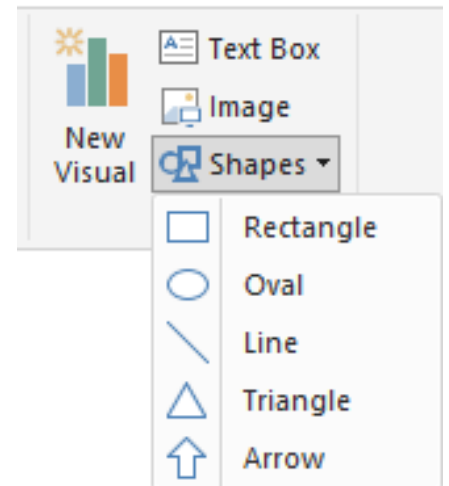 New
Visual
Text Box
Image
Shapes
Rectangle
Oval
Line
Triangle
Arrow